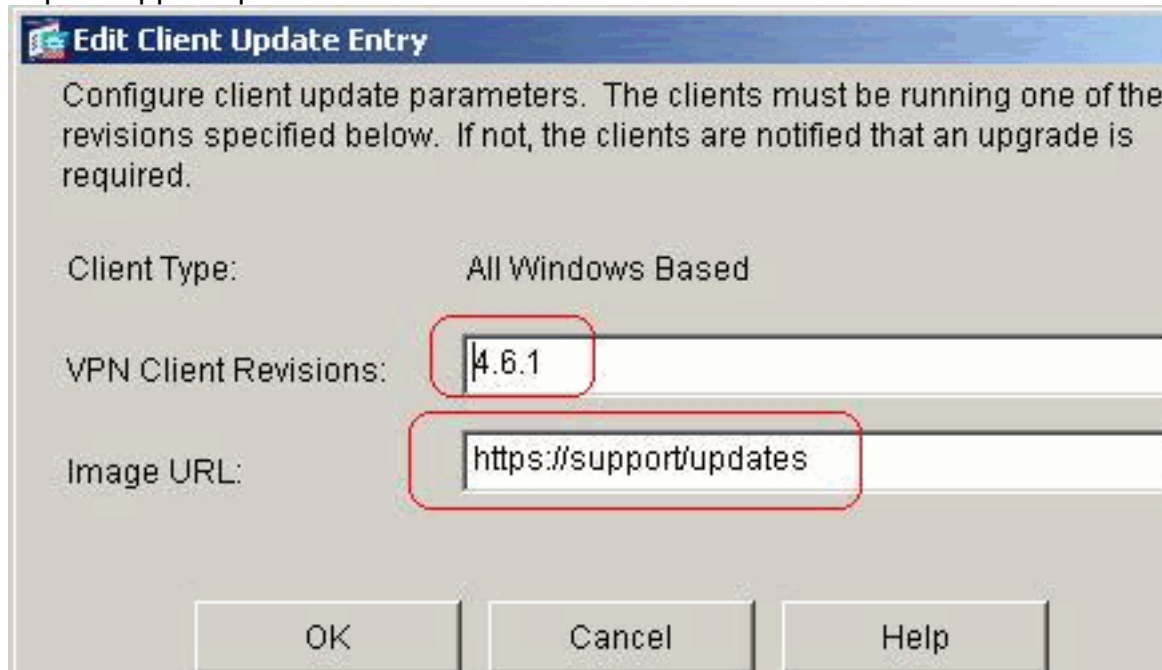 Edit Client Update Entry
Configure client update parameters. The clients must be running one of the
revisions specified below. If not, the clients are notified that an upgrade is
required.
Client Type: All Windows Based
VPN Client Revisions: 4.6.1
Image URL: https://support/updates
OK Cancel Help